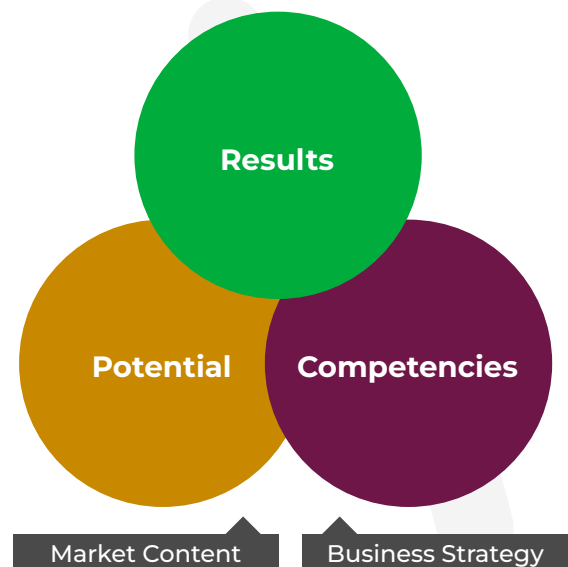 Results
Potential
Competencies
Market Content
Business Strategy